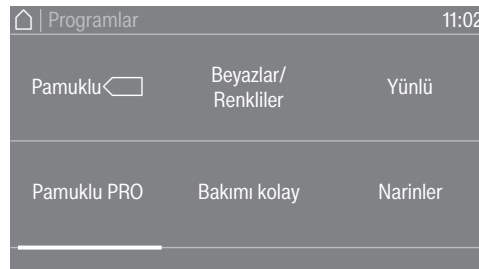 | Programlar 11:02
Pamuklu
Beyazlar/
Renkliler
Yünlü
Pamuklu PRO
Bakımı kolay
Narinler